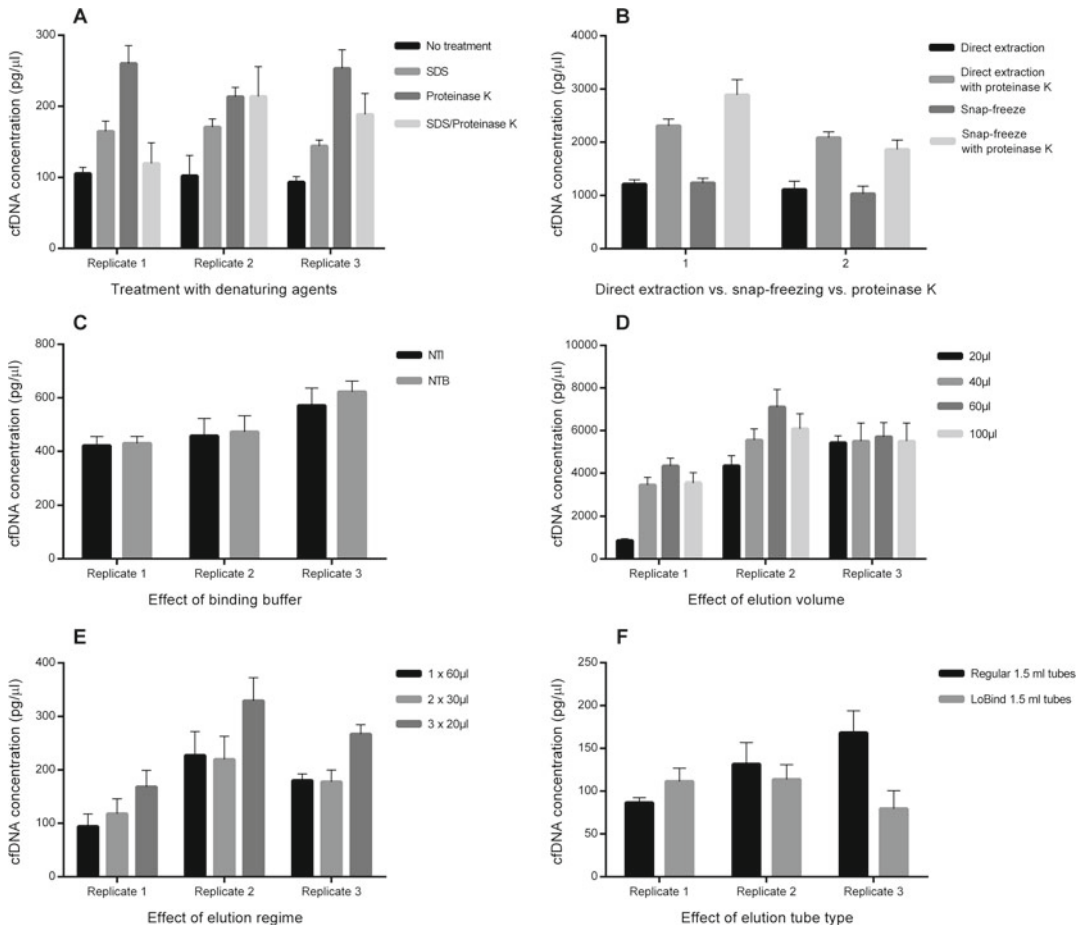 A
cfDNA concentration (pg/µl)
300
200
100
0
Replicate 1
Replicate 2
Replicate 3
Treatment with denaturing agents
No treatment
SDS
Proteinase K
SDS/Proteinase K
B
cfDNA concentration (pg/µl)
4000
3000
2000
1000
0
1
2
Direct extraction vs. snap-freezing vs. proteinase K
Direct extraction
Direct extraction
with proteinase K
Snap-freeze
Snap-freeze
with proteinase K
C
cfDNA concentration (pg/µl)
800
600
400
200
0
Replicate 1
Replicate 2
Replicate 3
Effect of binding buffer
NTI
NTB
D
cfDNA concentration (pg/µl)
10000
8000
6000
4000
2000
0
Replicate 1
Replicate 2
Replicate 3
Effect of elution volume
20µl
40µl
60µl
100µl
E
cfDNA concentration (pg/µl)
400
300
200
100
0
Replicate 1
Replicate 2
Replicate 3
Effect of elution regime
1 x 60µl
2 x 30µl
3 x 20µl
F
cfDNA concentration (pg/µl)
250
200
150
100
50
0
Replicate 1
Replicate 2
Replicate 3
Effect of elution tube type
Regular 1.5 ml tubes
LoBind 1.5 ml tubes